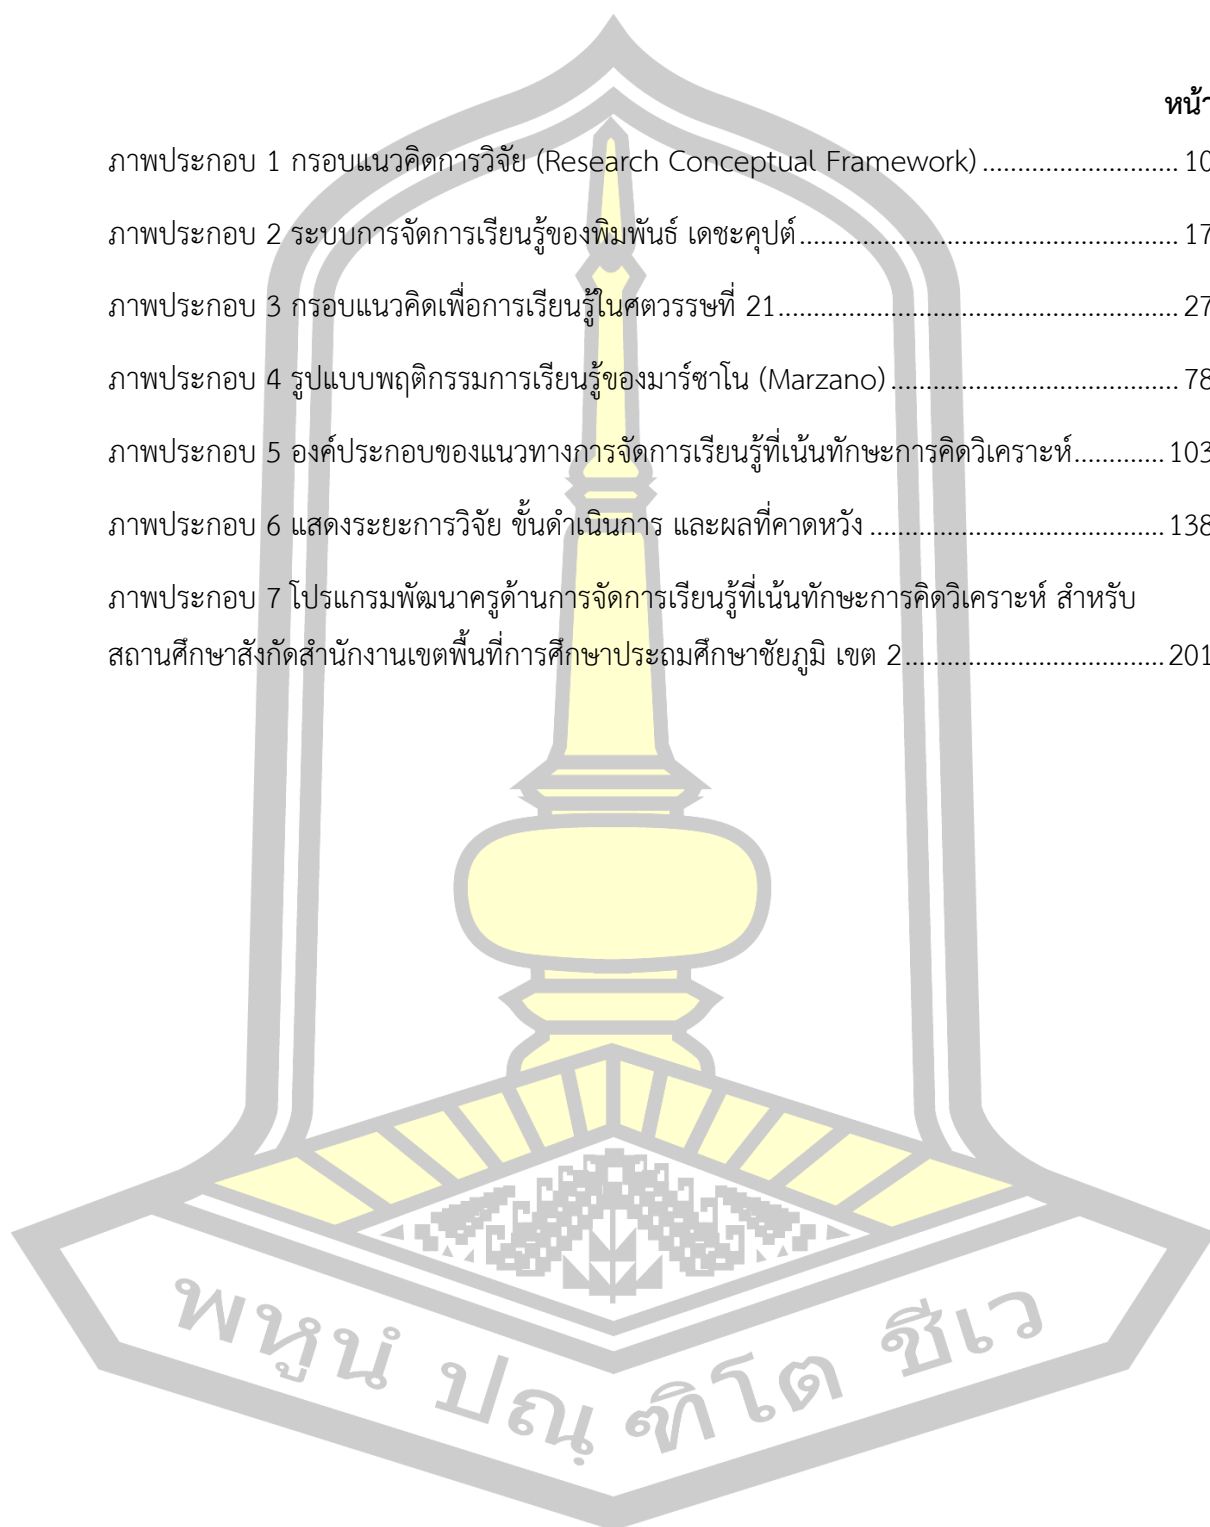 หน้า
ภาพประกอบ 1 กรอบแนวคิดการวิจัย (Research Conceptual Framework) ............................ 10
ภาพประกอบ 2 ระบบการจัดการเรียนรู้ของพิมพันธ์ เดชะคุปต์....................................................... 17
ภาพประกอบ 3 กรอบแนวคิดเพื่อการเรียนรู้ในศตวรรษที่ 21.......................................................... 27
ภาพประกอบ 4 รูปแบบพฤติกรรมการเรียนรู้ของมาร์ซาโน (Marzano) .......................................... 78
ภาพประกอบ 5 องค์ประกอบของแนวทางการจัดการเรียนรู้ที่เน้นทักษะการคิดวิเคราะห์............. 103
ภาพประกอบ 6 แสดงระยะการวิจัย ขั้นดำเนินการ และผลที่คาดหวัง ........................................... 138
ภาพประกอบ 7 โปรแกรมพัฒนาครูด้านการจัดการเรียนรู้ที่เน้นทักษะการคิดวิเคราะห์ สำหรับ
สถานศึกษาสังกัดสำนักงานเขตพื้นที่การศึกษาประถมศึกษาชัยภูมิ เขต 2...................................... 201
พหูนํ ปณฺฑิโต ชีเว